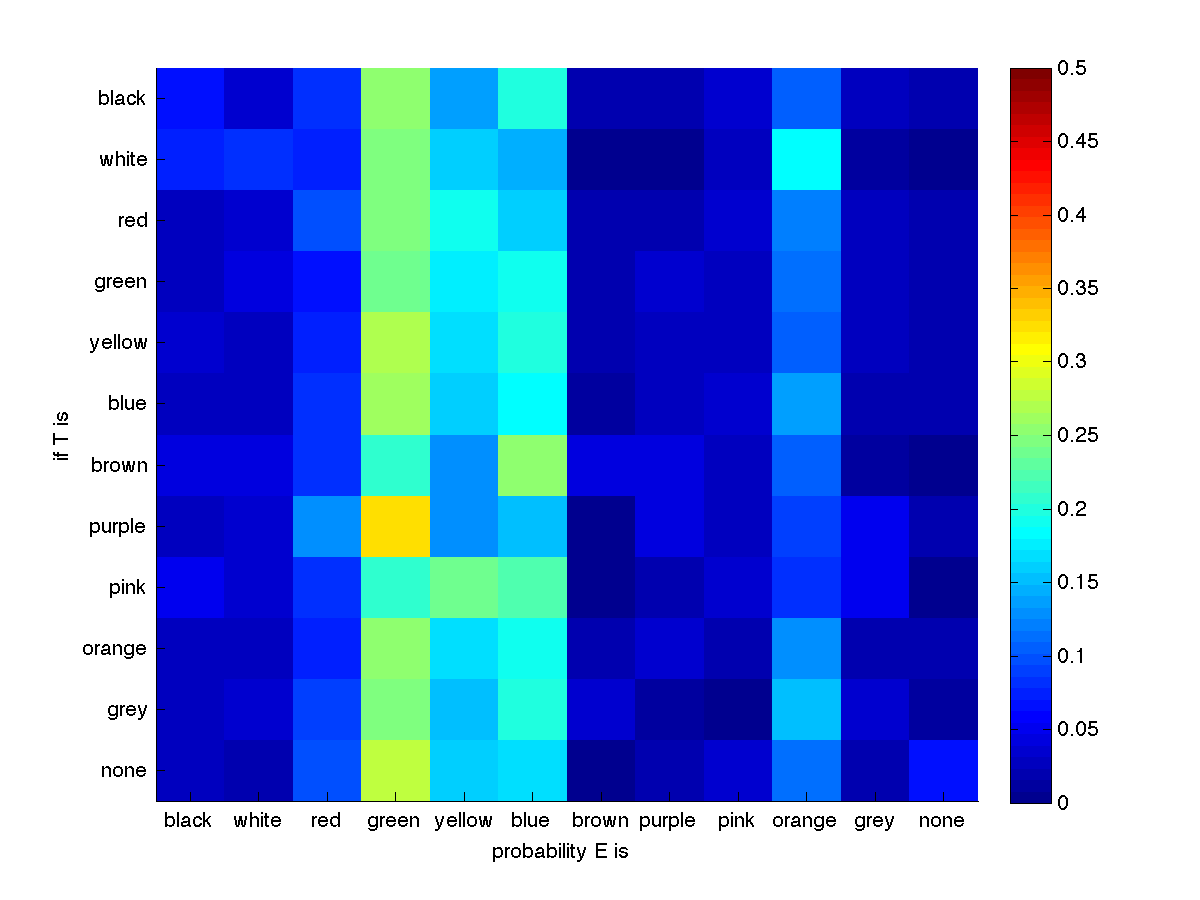 if T is
black
white
red
green
yellow
blue
brown
purple
pink
orange
grey
none
black white red green yellow blue brown purple pink orange grey none
probability E is
0.5
0.45
0.4
0.35
0.3
0.25
0.2
0.15
0.1
0.05
0